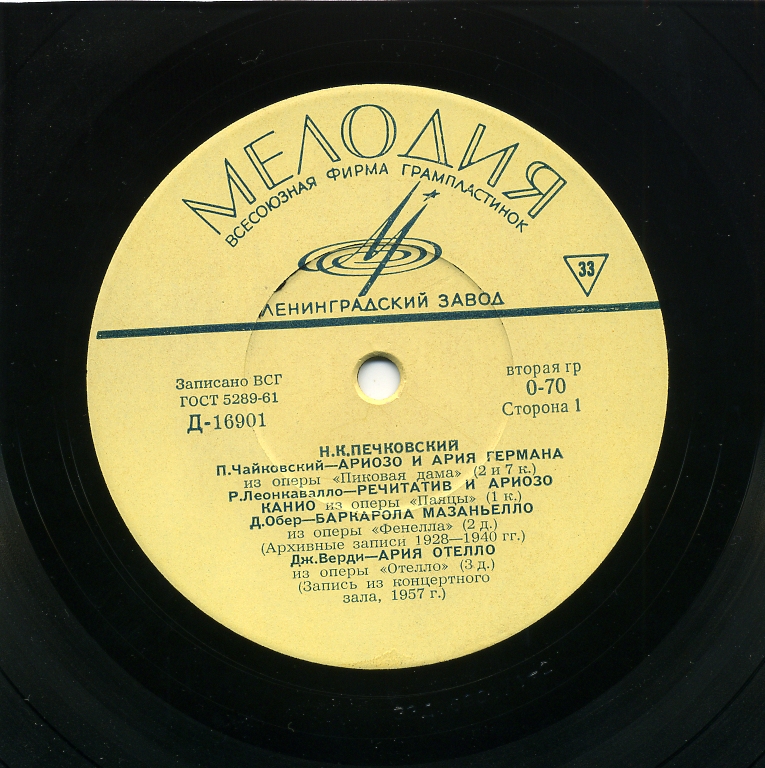 МЕЛОДИЯ
ВСЕСОЮЗНАЯ ФИРМА ГРАМПЛАСТИНОК
33
ЛЕНИНГРАДСКИЙ ЗАВОД
Записано ВСГ
ГОСТ 5289-61
Д-16901
вторая гр
0-70
Сторона 1
Н.К.ПЕЧКОВСКИЙ
П.Чайковский—АРИОЗО И АРИЯ ГЕРМАНА
из оперы «Пиковая дама» (2 и 7 к.)
Р.Леонкавалло—РЕЧИТАТИВ И АРИОЗО
КАНИО из оперы «Паяцы» (1 к.)
Д.Обер—БАРКАРОЛА МАЗАНЬЕЛЛО
из оперы «Фенелла» (2 д.)
(Архивные записи 1928—1940 гг.)
Дж.Верди—АРИЯ ОТЕЛЛО
из оперы «Отелло» (3 д.)
(Запись из концертного
зала, 1957 г.)